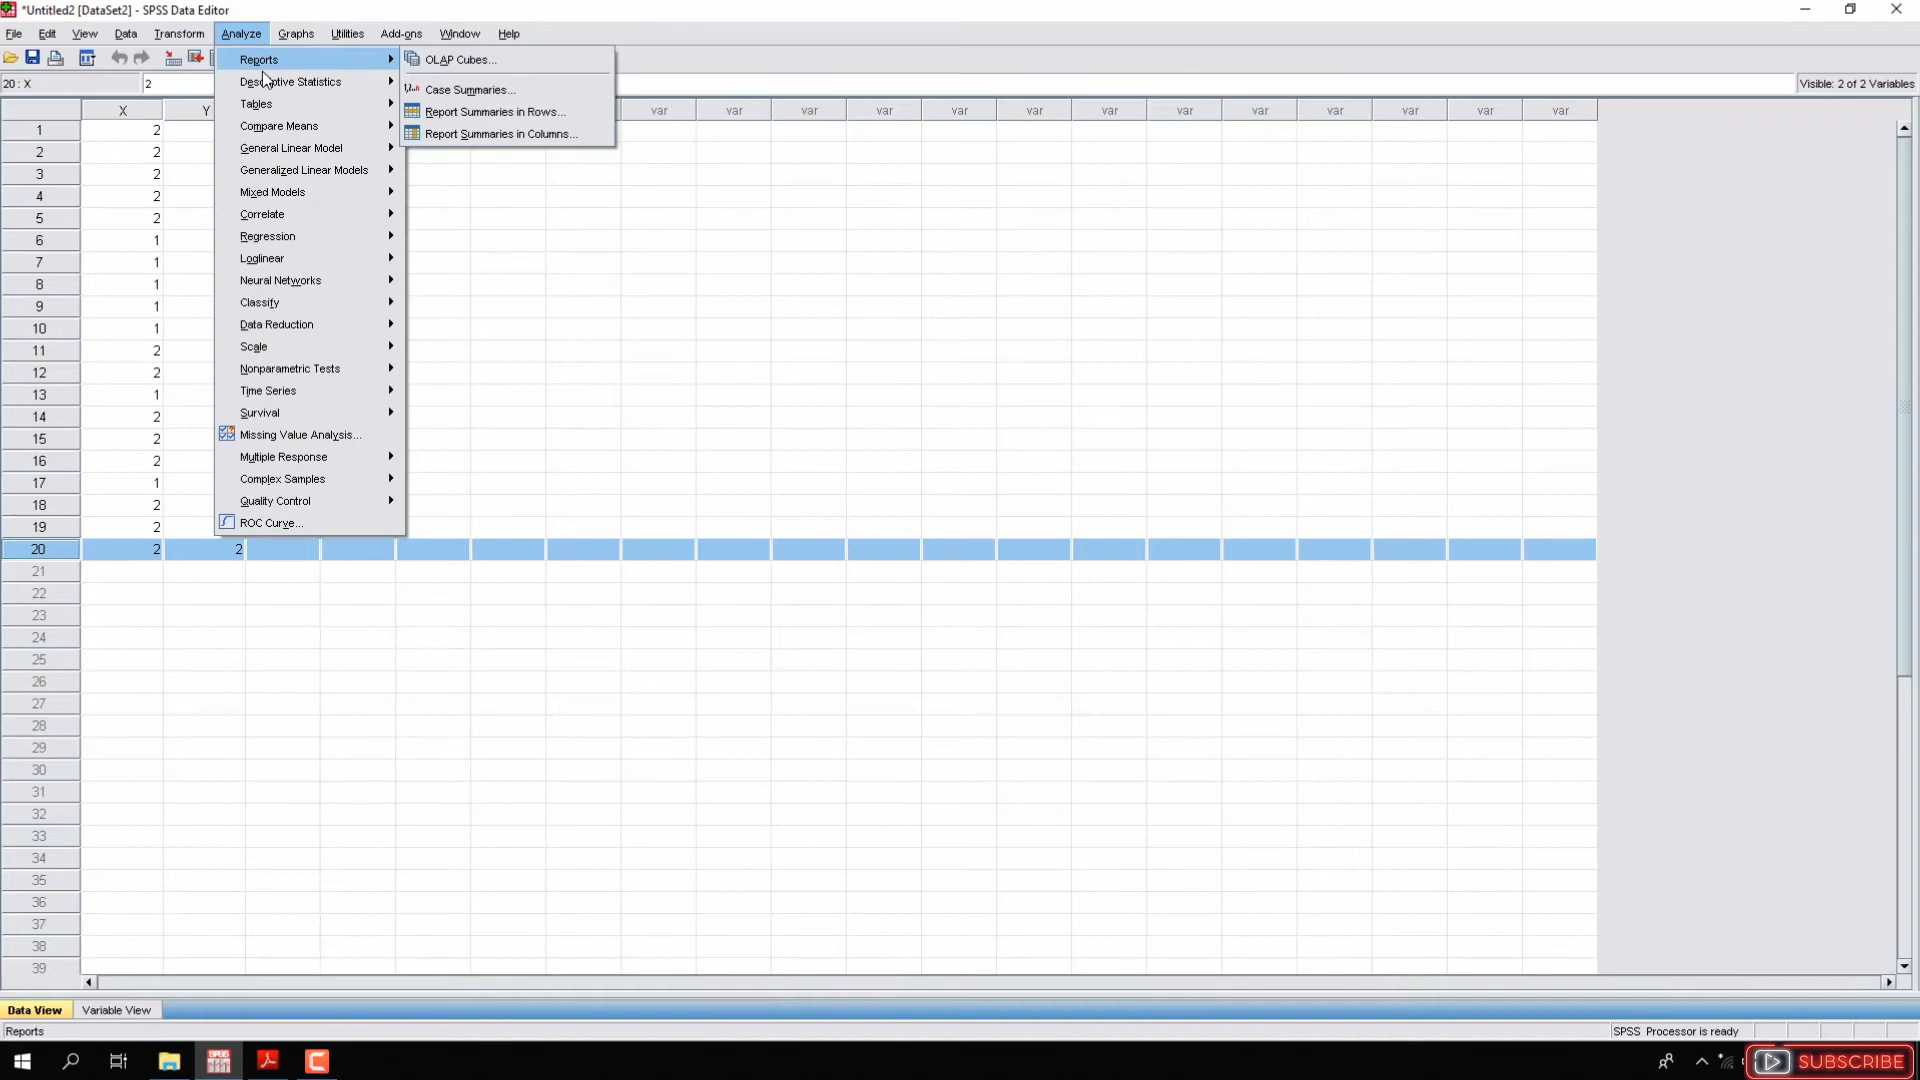 *Untitled2 [DataSet2] - SPSS Data Editor
File Edit View Data Transform Analyze Graphs Utilities Add-ons Window Help
20 : X 2 Visible: 2 of 2 Variables
Reports
Descriptive Statistics
Tables
Compare Means
General Linear Model
Generalized Linear Models
Mixed Models
Correlate
Regression
Loglinear
Neural Networks
Classify
Data Reduction
Scale
Nonparametric Tests
Time Series
Survival
Missing Value Analysis...
Multiple Response
Complex Samples
Quality Control
ROC Curve...
OLAP Cubes...
Case Summaries...
Report Summaries in Rows...
Report Summaries in Columns...
X Y var var var var var var var var var var var var var
1 2
2 2
3 2
4 2
5 2
6 1
7 1
8 1
9 1
10 1
11 2
12 2
13 1
14 2
15 2
16 2
17 1
18 2
19 2
20 2 2
21
22
23
24
25
26
27
28
29
30
31
32
33
34
35
36
37
38
39
Data View Variable View
Reports SPSS Processor is ready
SPSS
SUBSCRIBE